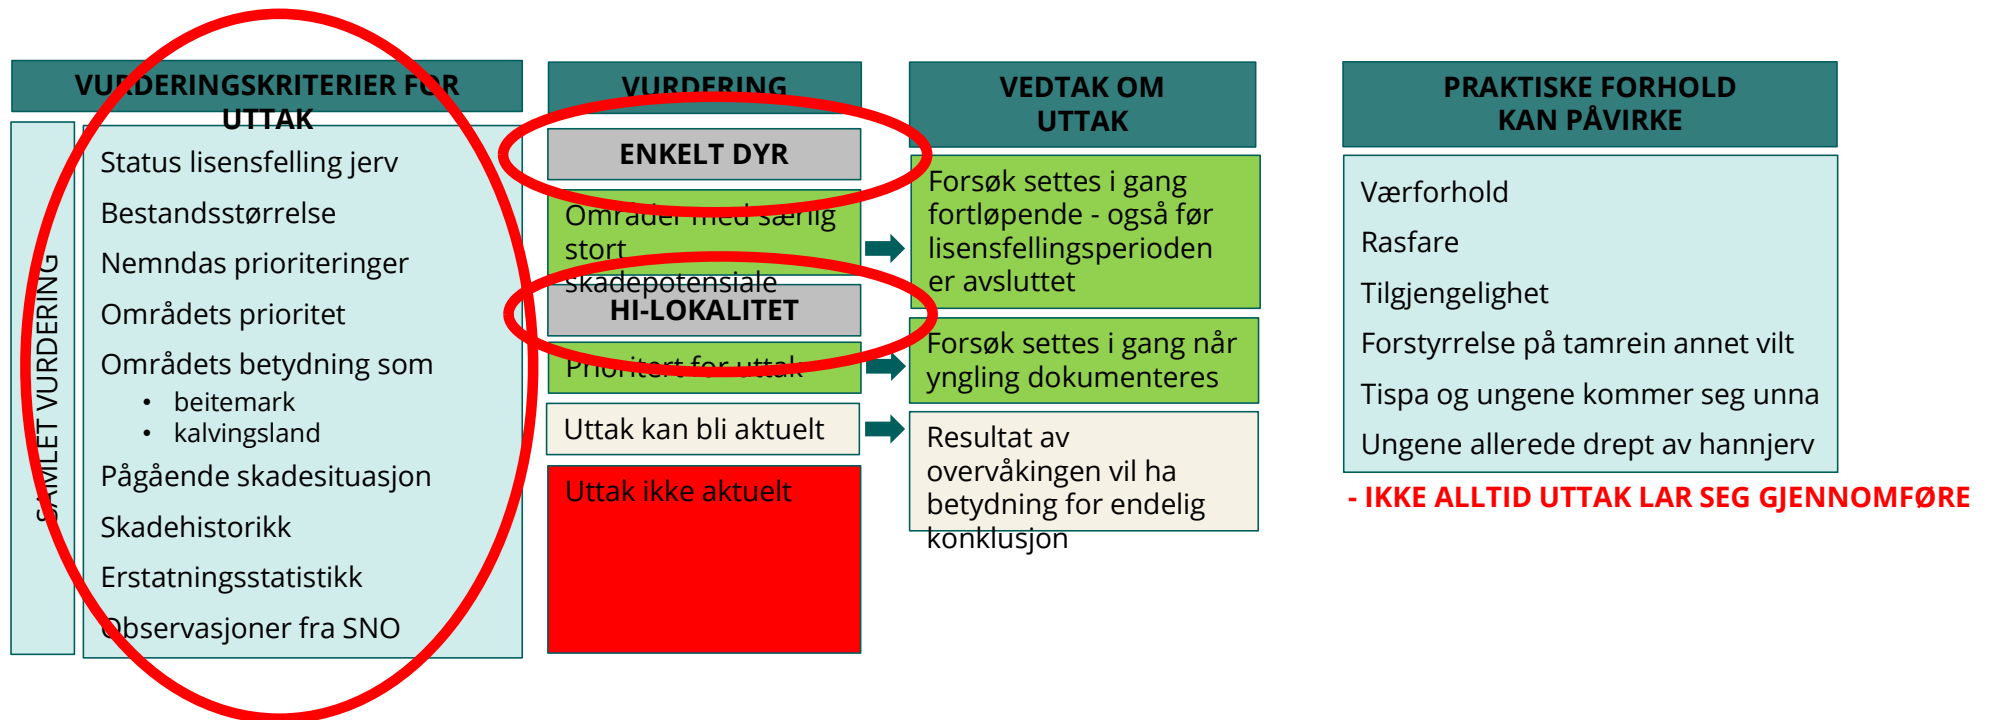 VURDERINGSKRITERIER FOR
UTTAK
SAMLET VURDERING
Status lisensfelling jerv
Bestandsstørrelse
Nemndas prioriteringer
Områdets prioritet
Områdets betydning som
• beitemark
• kalvingsland
Pågående skadesituasjon
Skadehistorikk
Erstatningsstatistikk
Observasjoner fra SNO
VURDERING
ENKELT DYR
Områder med særlig
stort
skadepotensiale
HI-LOKALITET
Prioritert for uttak
Uttak kan bli aktuelt
Uttak ikke aktuelt
VEDTAK OM
UTTAK
Forsøk settes i gang
fortløpende - også før
lisensfellingsperioden
er avsluttet
Forsøk settes i gang når
yngling dokumenteres
Resultat av
overvåkingen vil ha
betydning for endelig
konklusjon
PRAKTISKE FORHOLD
KAN PÅVIRKE
Værforhold
Rasfare
Tilgjengelighet
Forstyrrelse på tamrein annet vilt
Tispa og ungene kommer seg unna
Ungene allerede drept av hannjerv
- IKKE ALLTID UTTAK LAR SEG GJENNOMFØRE